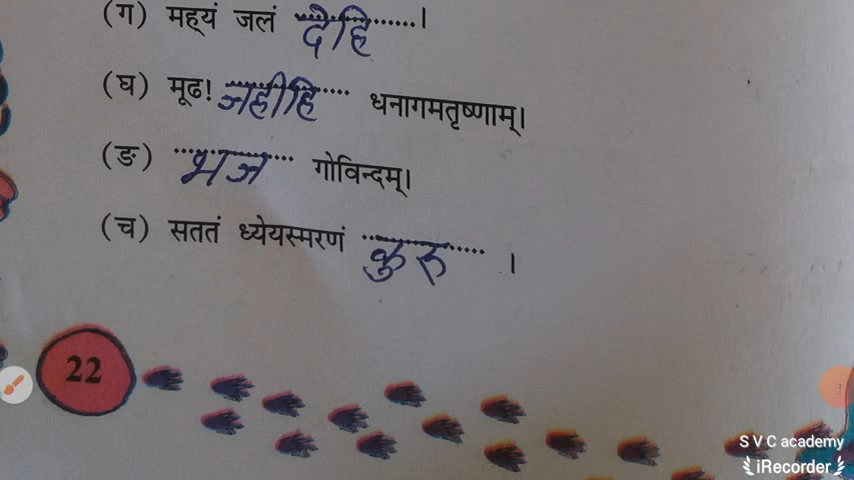 (ग) मह्यं जलं देहि ..........।
(घ) मूढ! जहीहि .......... धनागमतृष्णाम्।
(ङ) भज .......... गोविन्दम्।
(च) सततं ध्येयस्मरणं कुरु .......... ।
22
S V C academy
iRecorder